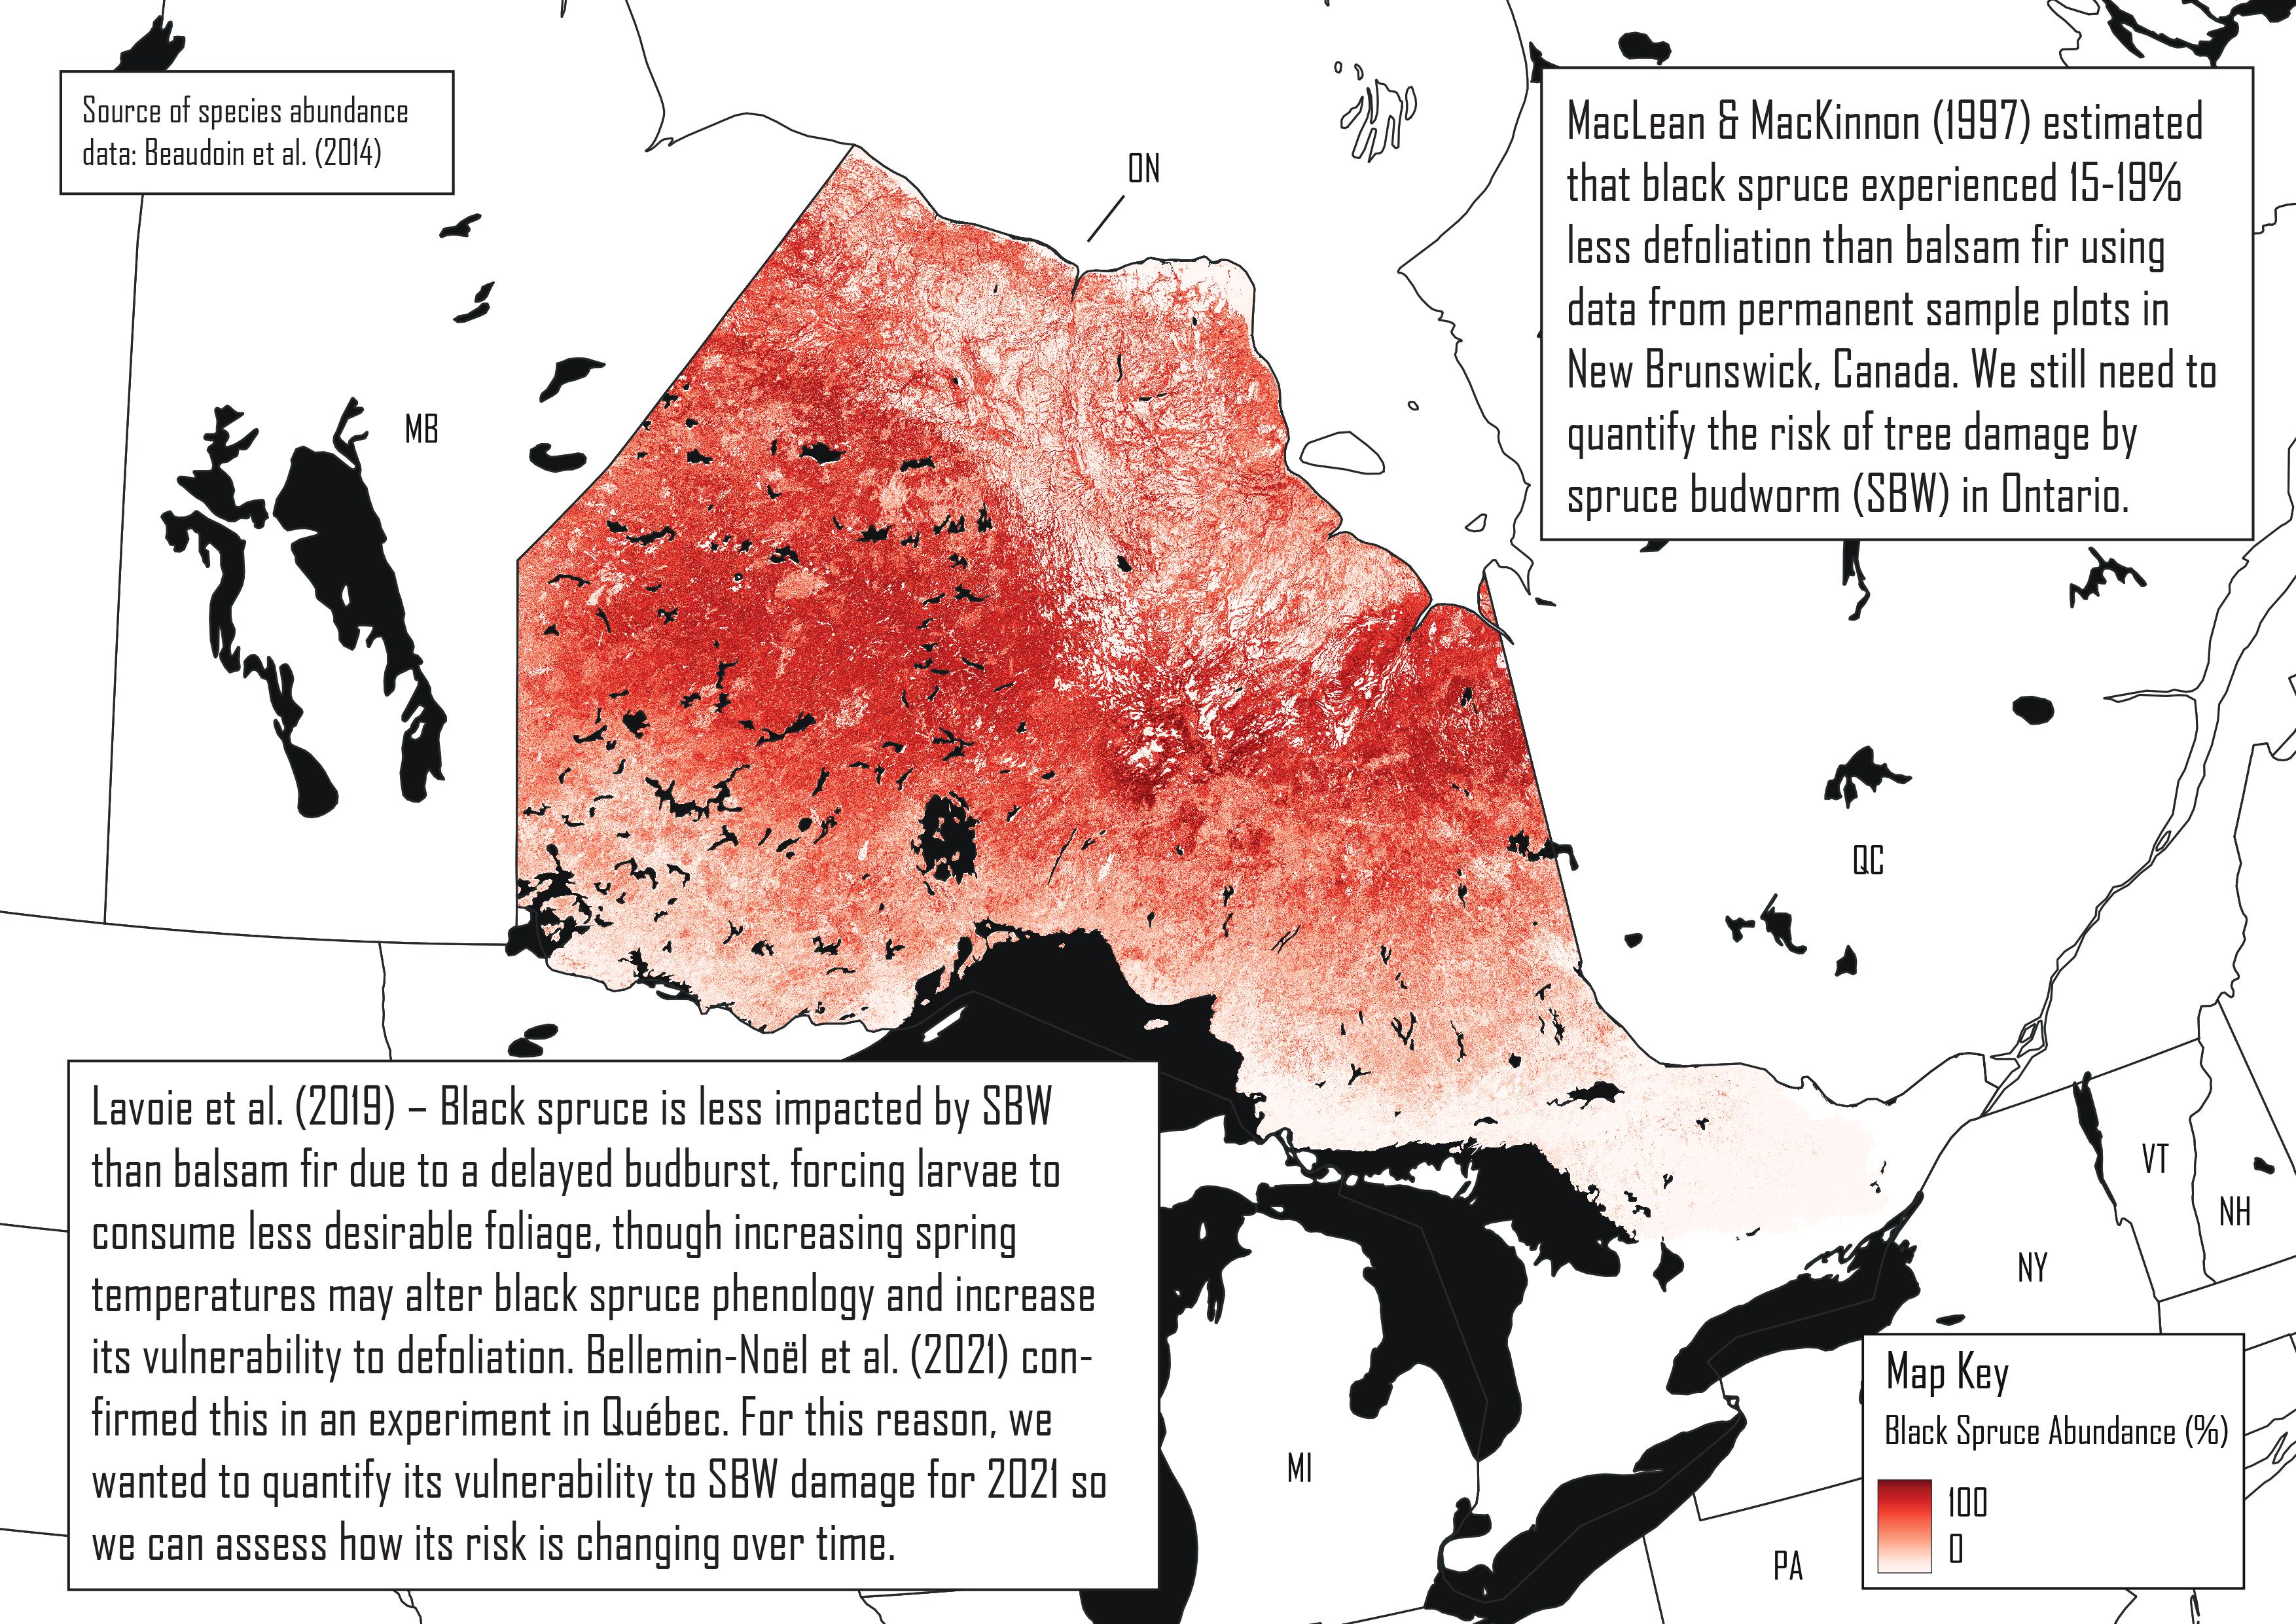 Source of species abundance
data: Beaudoin et al. (2014)
ON
MacLean & MacKinnon (1997) estimated
that black spruce experienced 15-19%
less defoliation than balsam fir using
data from permanent sample plots in
New Brunswick, Canada. We still need to
quantify the risk of tree damage by
spruce budworm (SBW) in Ontario.
MB
QC
Lavoie et al. (2019) – Black spruce is less impacted by SBW
than balsam fir due to a delayed budburst, forcing larvae to
consume less desirable foliage, though increasing spring
temperatures may alter black spruce phenology and increase
its vulnerability to defoliation. Bellemin-Noël et al. (2021) con-
firmed this in an experiment in Québec. For this reason, we
wanted to quantify its vulnerability to SBW damage for 2021 so
we can assess how its risk is changing over time.
VT
NH
NY
MI
PA
Map Key
Black Spruce Abundance (%)
100
0